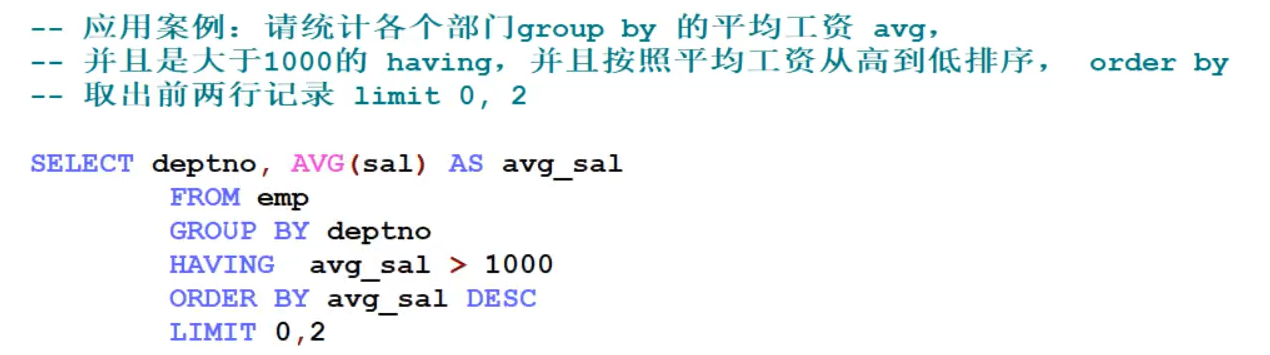 -- 应用案例：请统计各个部门group by 的平均工资 avg，
-- 并且是大于1000的 having，并且按照平均工资从高到低排序， order by
-- 取出前两行记录 limit 0, 2
SELECT deptno, AVG(sal) AS avg_sal
FROM emp
GROUP BY deptno
HAVING  avg_sal > 1000
ORDER BY avg_sal DESC
LIMIT 0,2